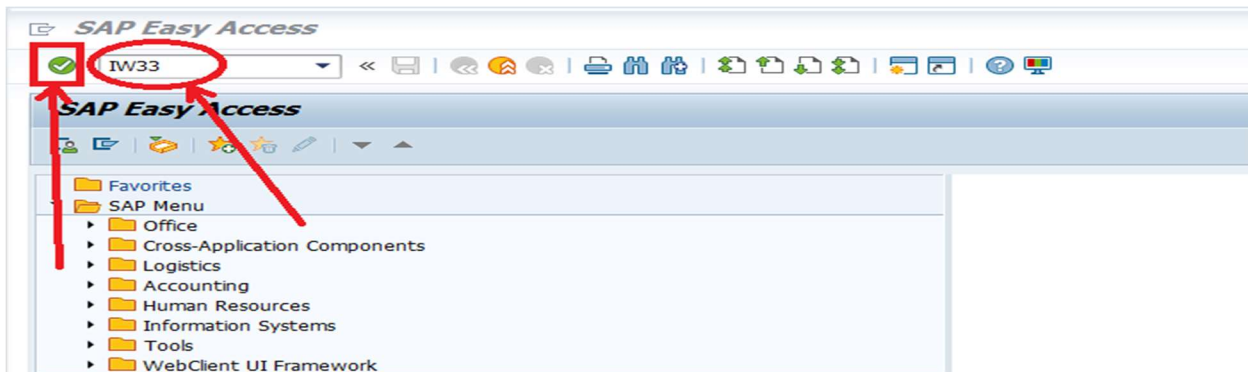 SAP Easy Access
IW33
SAP Easy Access
Favorites
SAP Menu
Office
Cross-Application Components
Logistics
Accounting
Human Resources
Information Systems
Tools
WebClient UI Framework